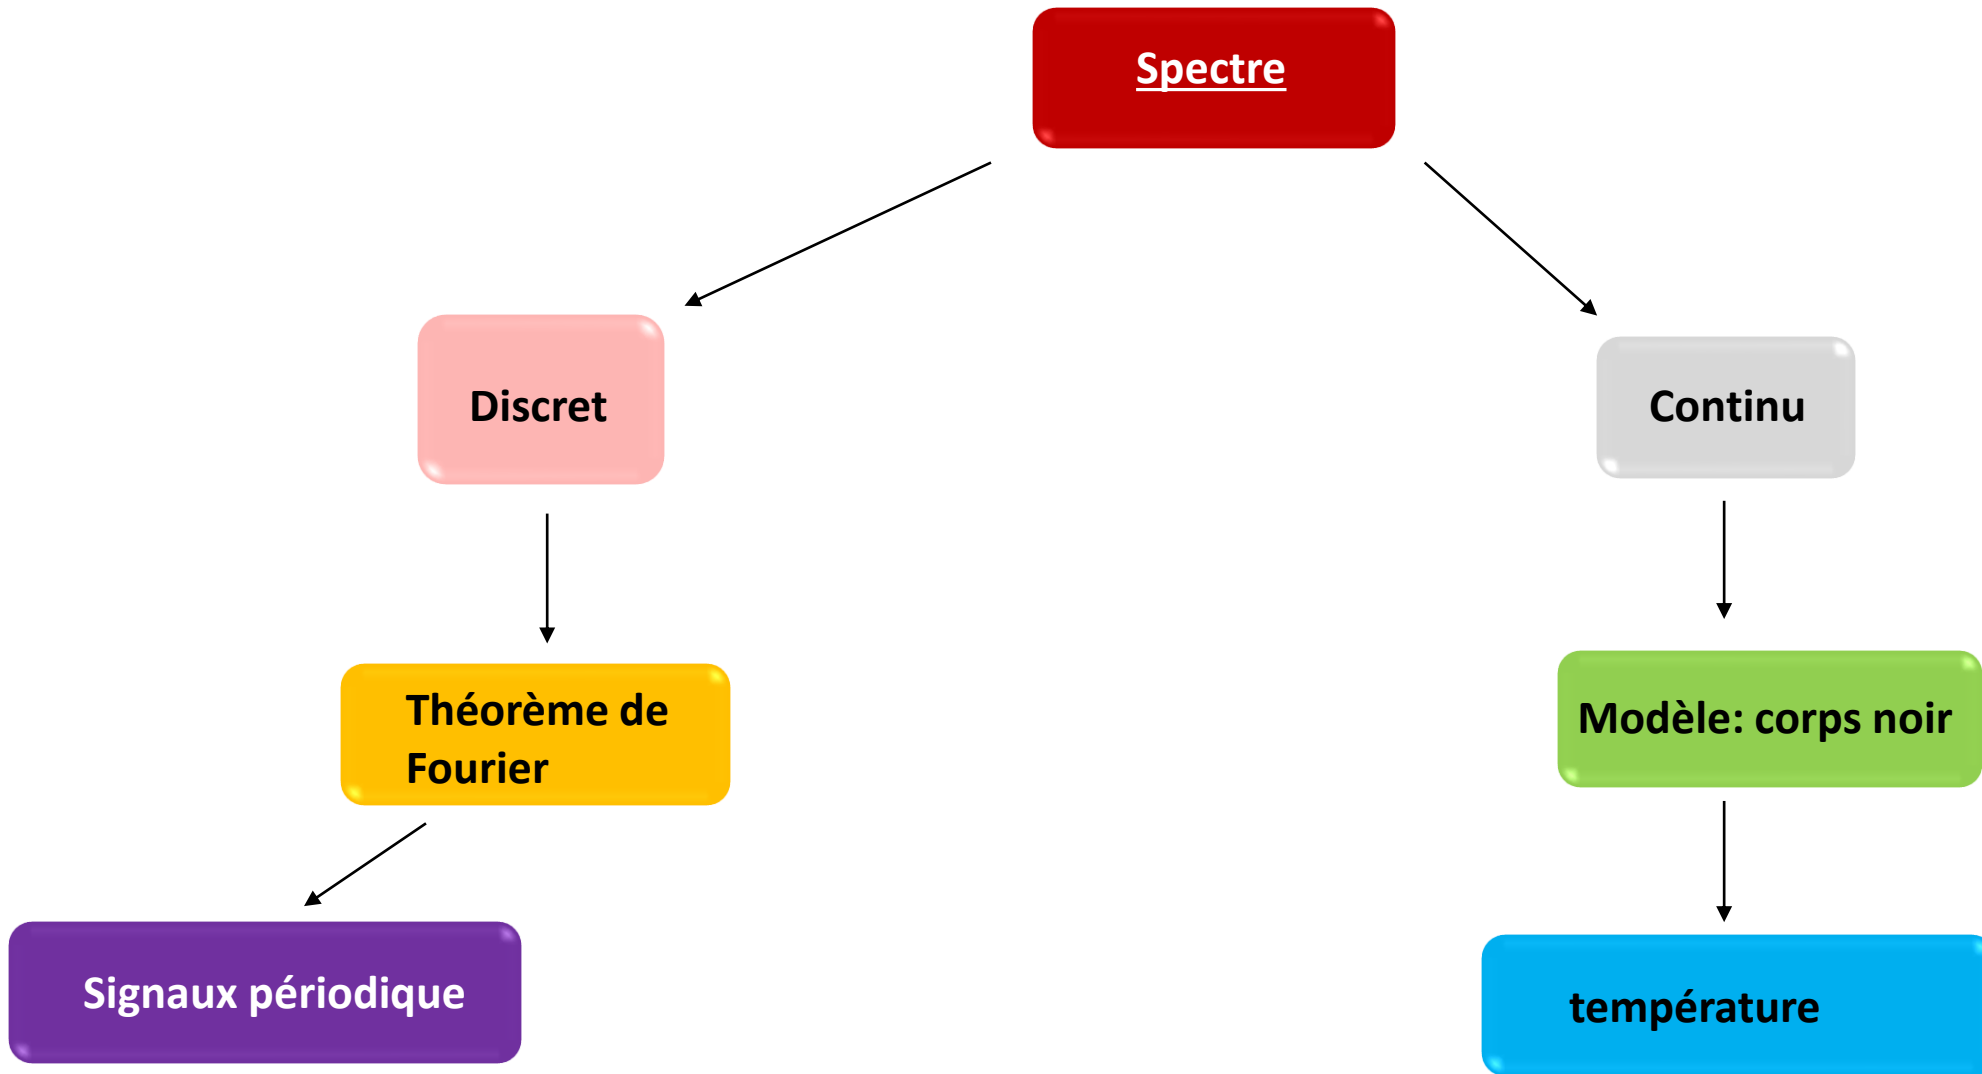 Spectre
Discret
Continu
Théorème de
Fourier
Modèle: corps noir
Signaux périodique
température